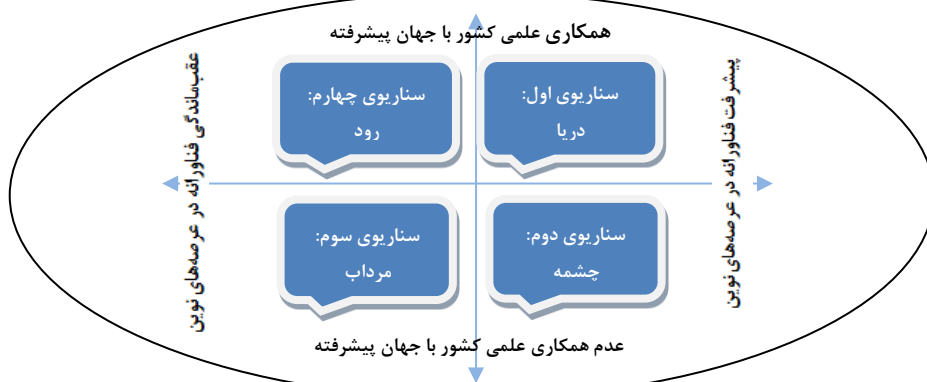 همکاری علمی کشور با جهان پیشرفته
پیشرفت فناورانه در عرصه‌های نوین
سناریوی اول:
دریا
سناریوی چهارم:
رود
عقب‌ماندگی فناورانه در عرصه‌های نوین
سناریوی دوم:
چشمه
سناریوی سوم:
مرداب
عدم همکاری علمی کشور با جهان پیشرفته